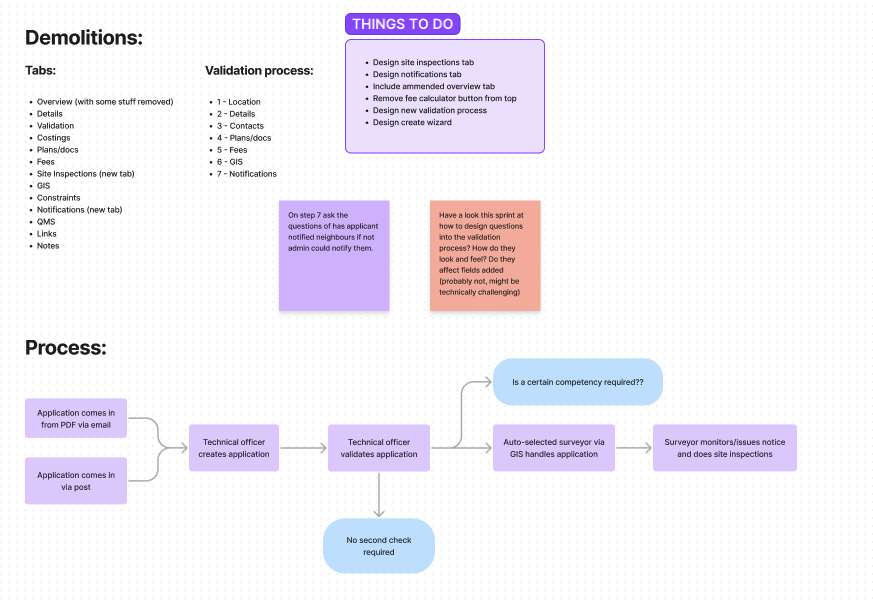 THINGS TO DO
Demolitions:
Tabs:
Validation process:
• Design site inspections tab
• Design notifications tab
• Include ammended overview tab
• Remove fee calculator button from top
• Design new validation process
• Design create wizard
• Overview (with some stuff removed)
• Details
• Validation
• Costings
• Plans/docs
• Fees
• Site Inspections (new tab)
• GIS
• Constraints
• Notifications (new tab)
• QMS
• Links
• Notes
• 1 - Location
• 2 - Details
• 3 - Contacts
• 4 - Plans/docs
• 5 - Fees
• 6 - GIS
• 7 - Notifications
On step 7 ask the
questions of has applicant
notified neighbours if not
admin could notify them.
Have a look this sprint at
how to design questions
into the validation
process? How do they
look and feel? Do they
affect fields added
(probably not, might be
technically challenging)
Process:
Is a certain competency required??
Application comes in
from PDF via email
Application comes in
via post
Technical officer
creates application
Technical officer
validates application
Auto-selected surveyor via
GIS handles application
Surveyor monitors/issues notice
and does site inspections
No second check
required